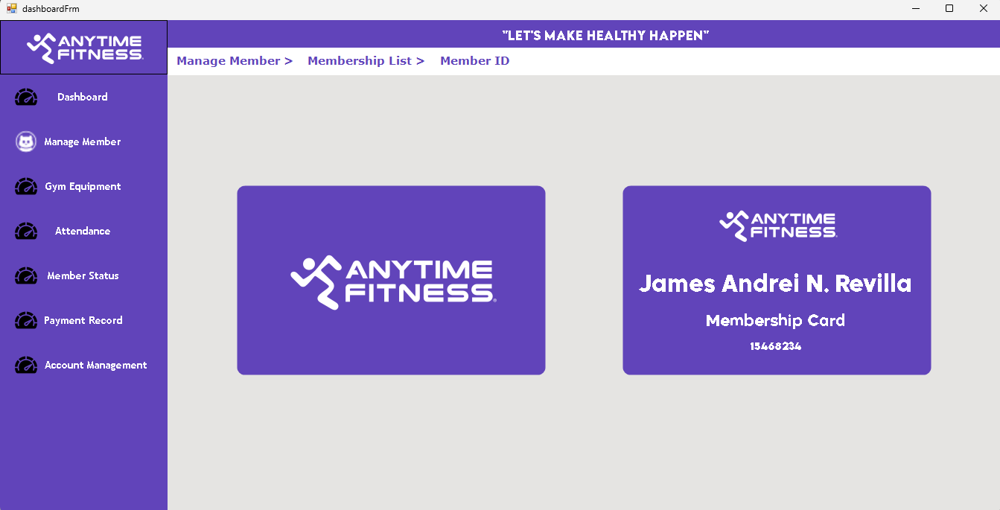 dashboardFrm
ANYTIME
FITNESS
"LET'S MAKE HEALTHY HAPPEN"
Manage Member > Membership List > Member ID
Dashboard
Manage Member
Gym Equipment
Attendance
Member Status
Payment Record
Account Management
ANYTIME
FITNESS®
ANYTIME
FITNESS
James Andrei N. Revilla
Membership Card
15468234